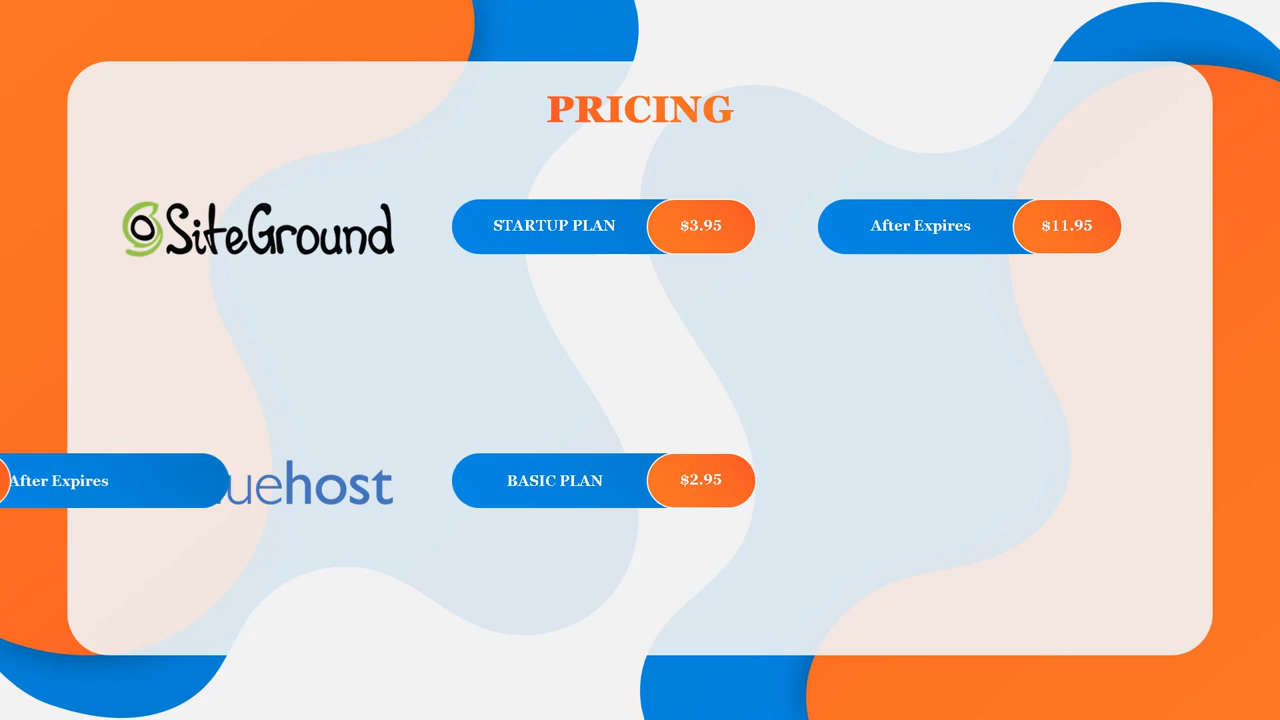 PRICING
SiteGround
STARTUP PLAN $3.95
After Expires $11.95
After Expires
uehost
BASIC PLAN $2.95